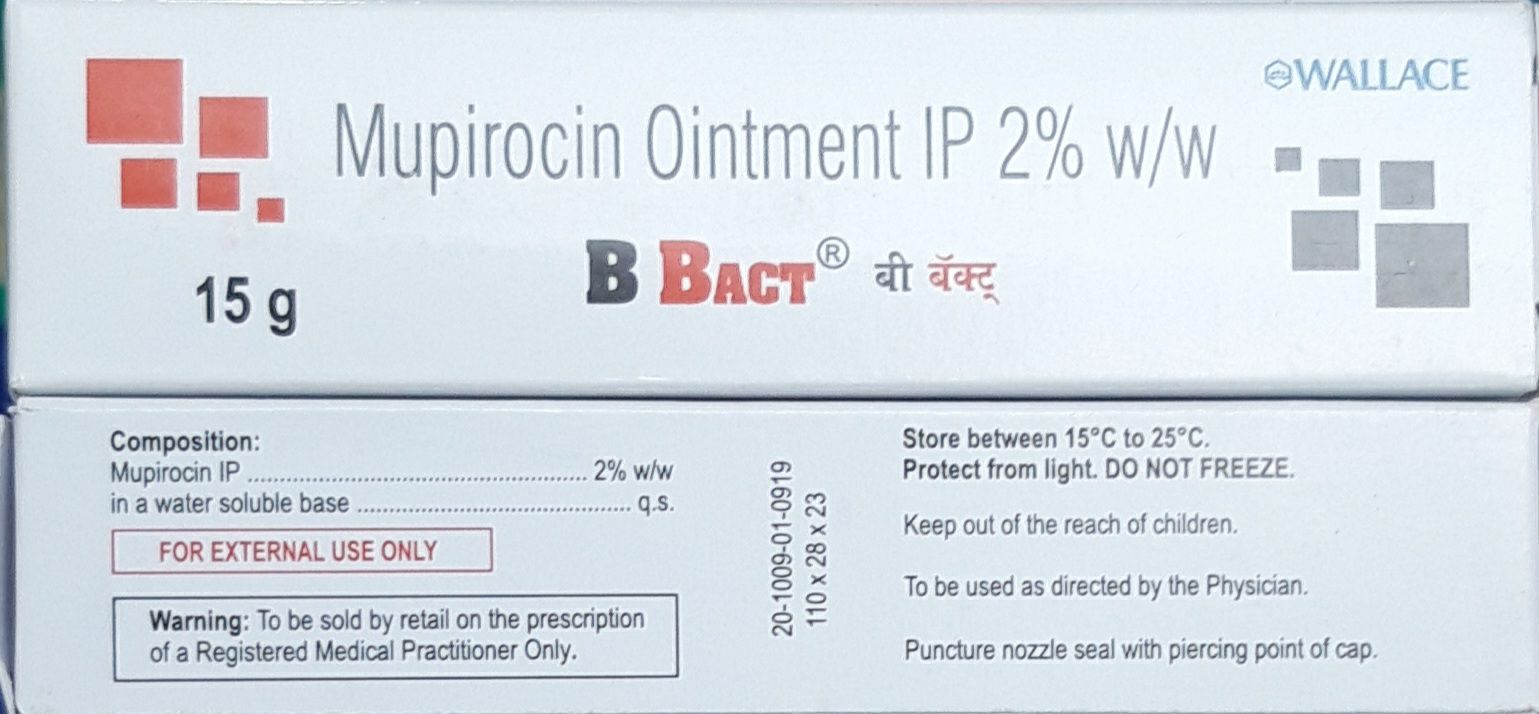 WALLACE
Mupirocin Ointment IP 2% w/w
B BACT® बी बॅक्ट्
15 g
Composition:
Mupirocin IP ................................................... 2% w/w
in a water soluble base ......................................... q.s.
FOR EXTERNAL USE ONLY
Warning: To be sold by retail on the prescription
of a Registered Medical Practitioner Only.
20-1009-01-0919
110 x 28 x 23
Store between 15°C to 25°C.
Protect from light. DO NOT FREEZE.
Keep out of the reach of children.
To be used as directed by the Physician.
Puncture nozzle seal with piercing point of cap.